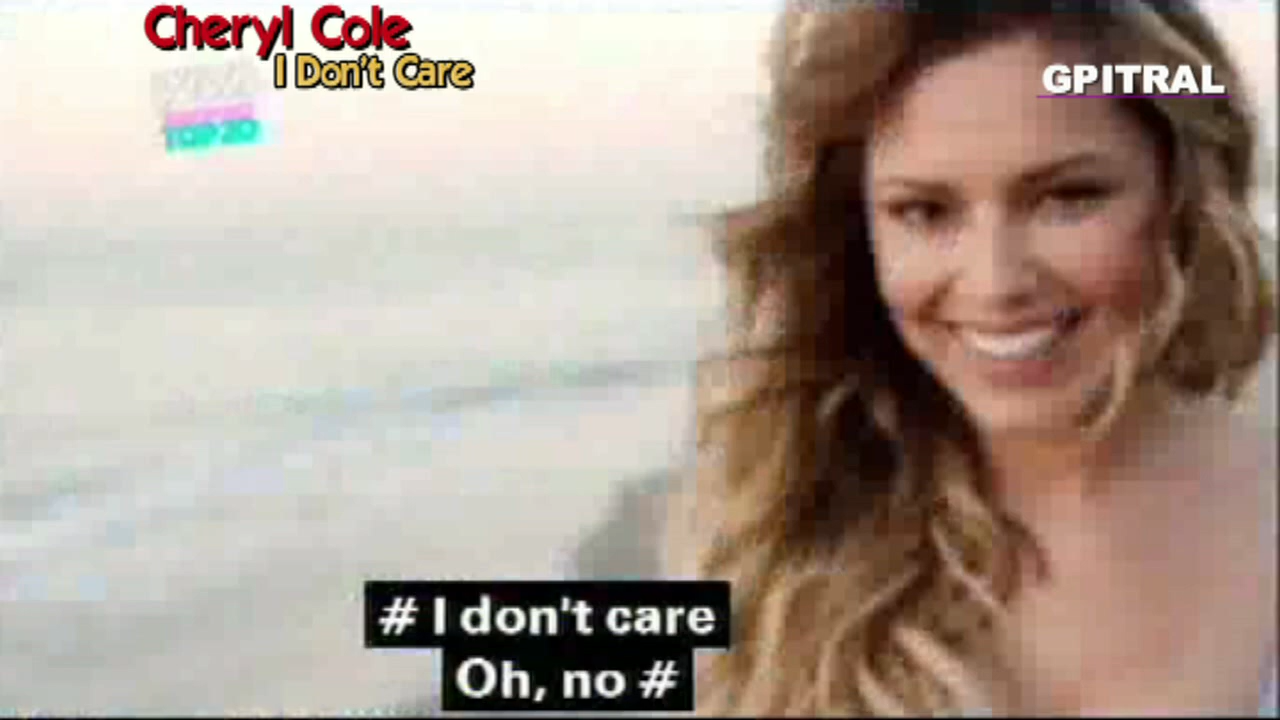 Cheryl Cole
I Don't Care
GPITRAL
TOP 20
# I don't care
Oh, no #